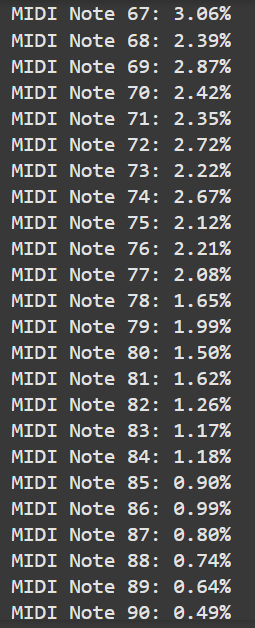 MIDI Note 67: 3.06%
MIDI Note 68: 2.39%
MIDI Note 69: 2.87%
MIDI Note 70: 2.42%
MIDI Note 71: 2.35%
MIDI Note 72: 2.72%
MIDI Note 73: 2.22%
MIDI Note 74: 2.67%
MIDI Note 75: 2.12%
MIDI Note 76: 2.21%
MIDI Note 77: 2.08%
MIDI Note 78: 1.65%
MIDI Note 79: 1.99%
MIDI Note 80: 1.50%
MIDI Note 81: 1.62%
MIDI Note 82: 1.26%
MIDI Note 83: 1.17%
MIDI Note 84: 1.18%
MIDI Note 85: 0.90%
MIDI Note 86: 0.99%
MIDI Note 87: 0.80%
MIDI Note 88: 0.74%
MIDI Note 89: 0.64%
MIDI Note 90: 0.49%